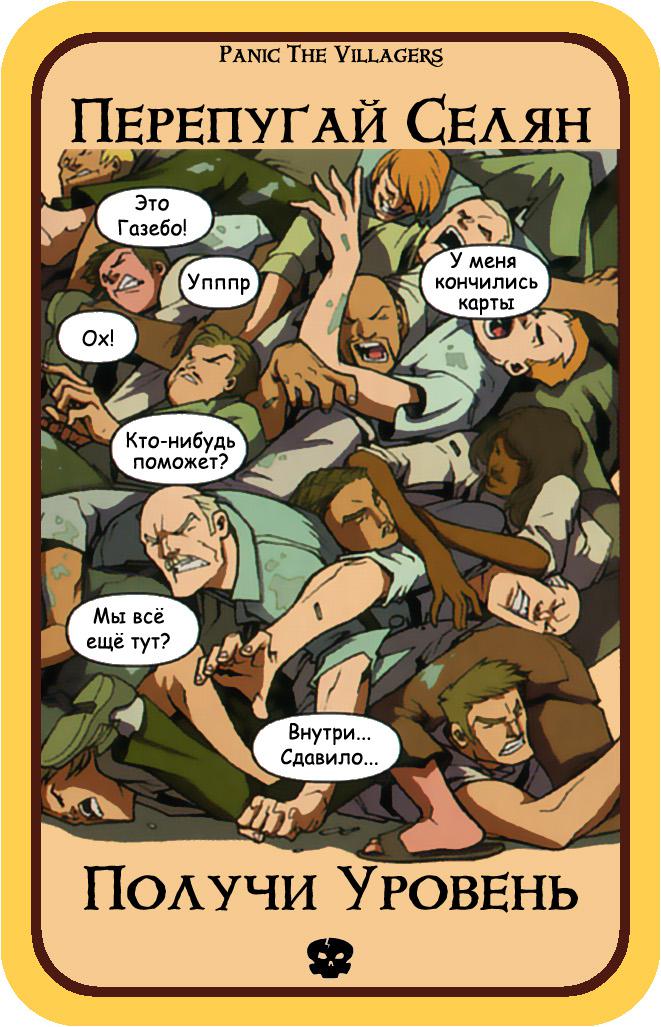 Panic The Villagers
Перепугай Селян
Это
Газебо!
Упппр
У меня
кончились
карты
Ох!
Кто-нибудь
поможет?
Мы всё
ещё тут?
Внутри...
Сдавило...
Получи Уровень